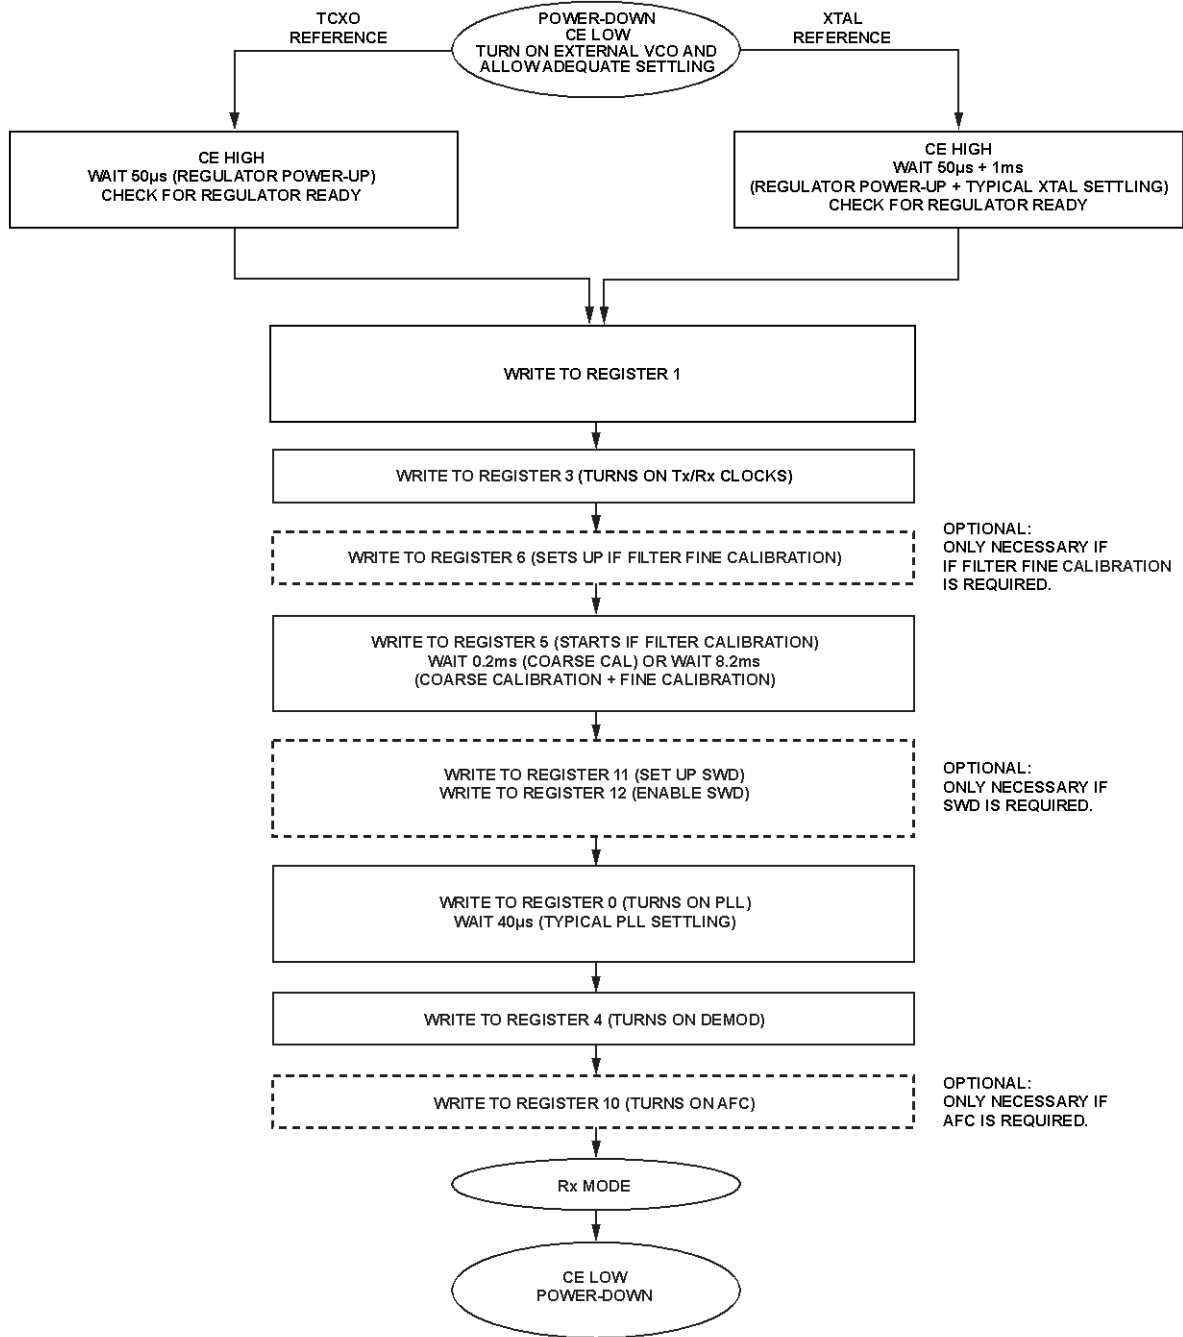 TCXO
REFERENCE
POWER-DOWN
CE LOW
TURN ON EXTERNAL VCO AND
ALLOW ADEQUATE SETTLING
XTAL
REFERENCE
CE HIGH
WAIT 50µs (REGULATOR POWER-UP)
CHECK FOR REGULATOR READY
CE HIGH
WAIT 50µs + 1ms
(REGULATOR POWER-UP + TYPICAL XTAL SETTLING)
CHECK FOR REGULATOR READY
WRITE TO REGISTER 1
WRITE TO REGISTER 3 (TURNS ON Tx/Rx CLOCKS)
WRITE TO REGISTER 6 (SETS UP IF FILTER FINE CALIBRATION)
OPTIONAL:
ONLY NECESSARY IF
IF FILTER FINE CALIBRATION
IS REQUIRED.
WRITE TO REGISTER 5 (STARTS IF FILTER CALIBRATION)
WAIT 0.2ms (COARSE CAL) OR WAIT 8.2ms
(COARSE CALIBRATION + FINE CALIBRATION)
WRITE TO REGISTER 11 (SET UP SWD)
WRITE TO REGISTER 12 (ENABLE SWD)
OPTIONAL:
ONLY NECESSARY IF
SWD IS REQUIRED.
WRITE TO REGISTER 0 (TURNS ON PLL)
WAIT 40µs (TYPICAL PLL SETTLING)
WRITE TO REGISTER 4 (TURNS ON DEMOD)
WRITE TO REGISTER 10 (TURNS ON AFC)
OPTIONAL:
ONLY NECESSARY IF
AFC IS REQUIRED.
Rx MODE
CE LOW
POWER-DOWN